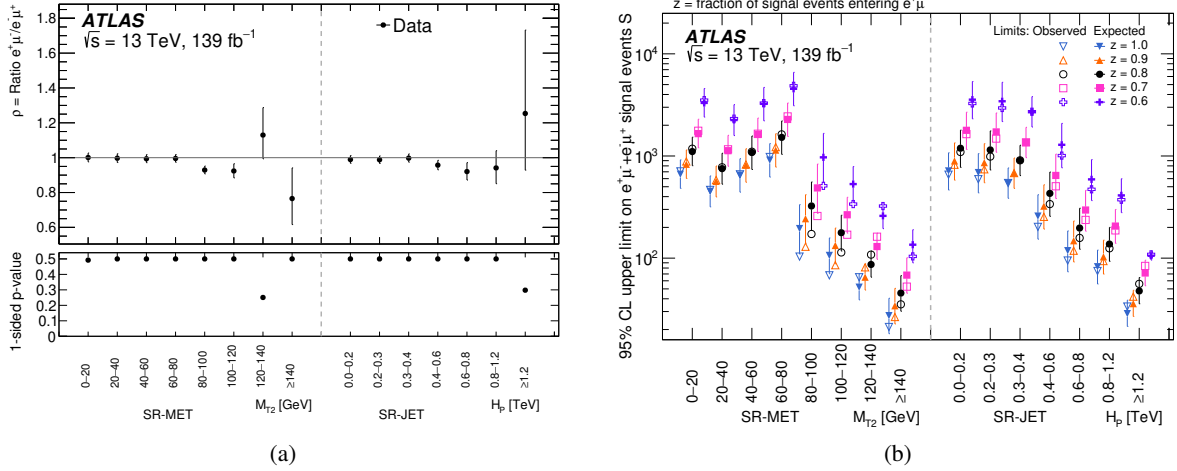 ρ = Ratio e⁺μ⁻/e⁻μ⁺
1.8
1.6
1.4
1.2
1
0.8
0.6
ATLAS
√s = 13 TeV, 139 fb⁻¹
Data
1-sided p-value
0.5
0.4
0.3
0.2
0.1
0
0–20
20–40
40–60
60–80
80–100
100–120
120–140
≥140
0.0–0.2
0.2–0.3
0.3–0.4
0.4–0.6
0.6–0.8
0.8–1.2
≥1.2
SR-MET
M_T2 [GeV]
SR-JET
H_P [TeV]
(a)
z = fraction of signal events entering e⁺μ⁻
95% CL upper limit on e⁺μ⁻+e⁻μ⁺ signal events S
10⁴
10³
10²
ATLAS
√s = 13 TeV, 139 fb⁻¹
Limits: Observed Expected
z = 1.0
z = 0.9
z = 0.8
z = 0.7
z = 0.6
0–20
20–40
40–60
60–80
80–100
100–120
120–140
≥140
0.0–0.2
0.2–0.3
0.3–0.4
0.4–0.6
0.6–0.8
0.8–1.2
≥1.2
SR-MET
M_T2 [GeV]
SR-JET
H_P [TeV]
(b)